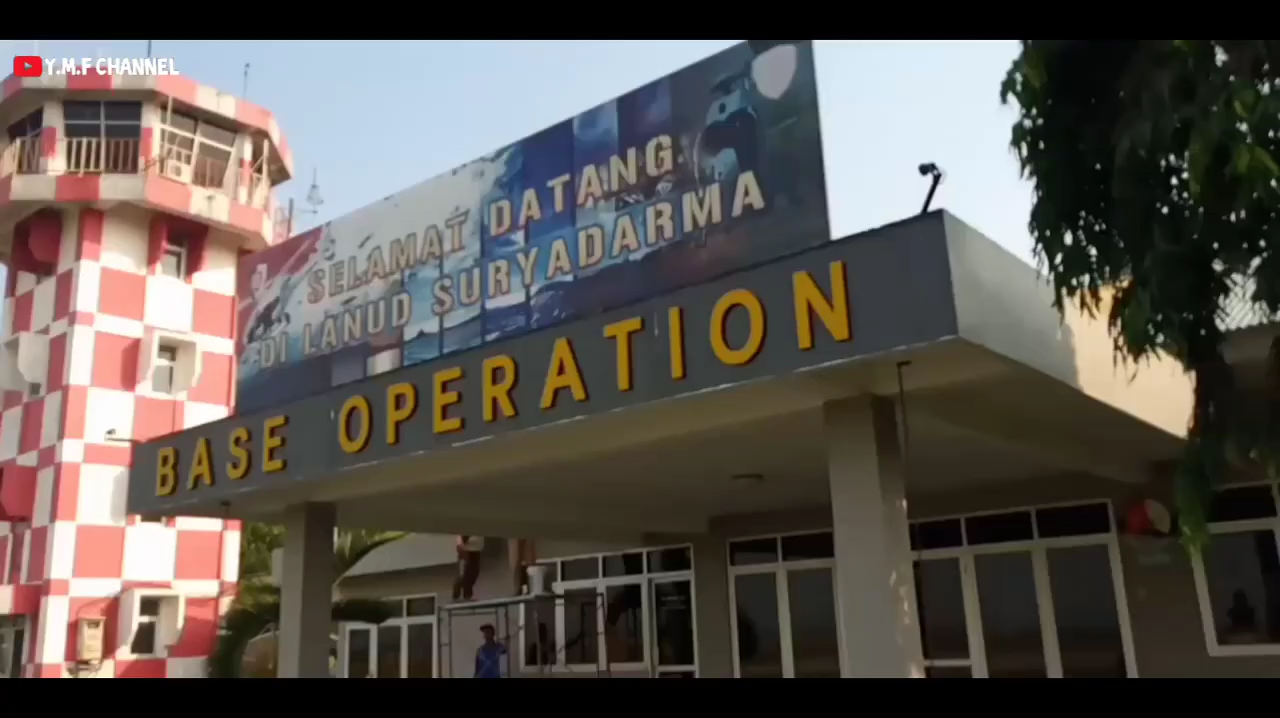 Y.M.F CHANNEL
SELAMAT DATANG
DI LANUD SURYADARMA
BASE OPERATION